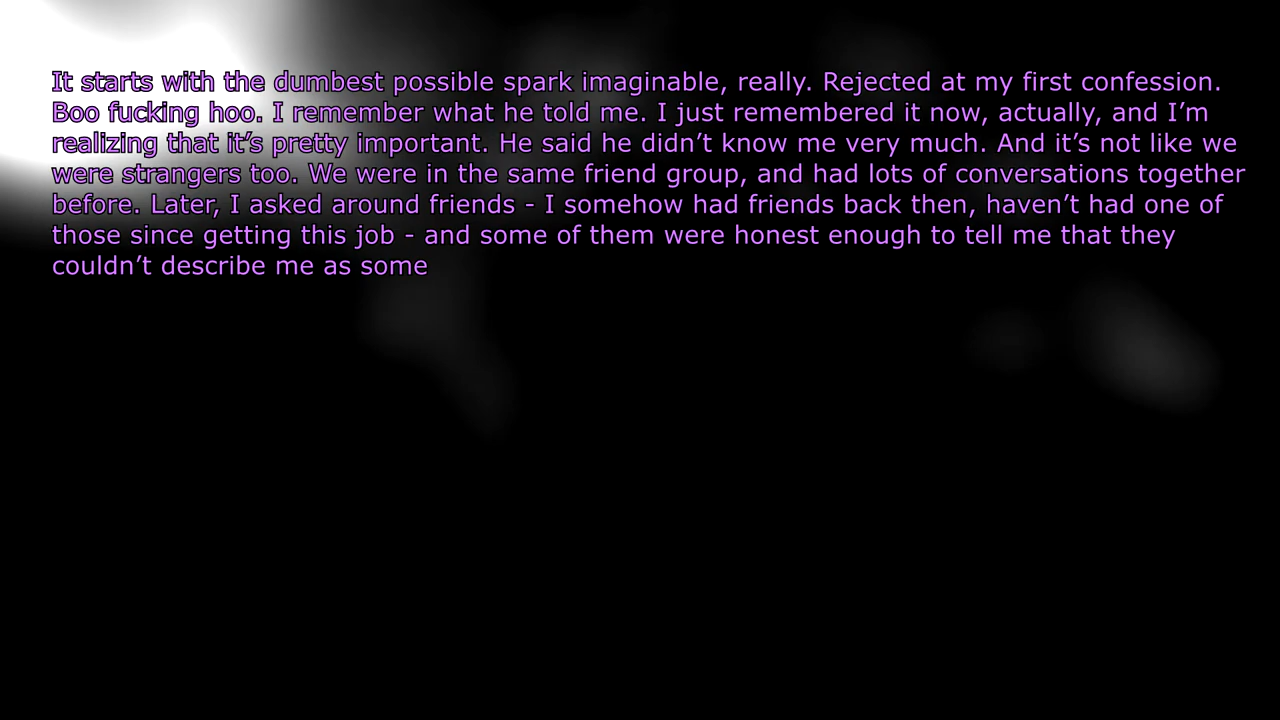 It starts with the dumbest possible spark imaginable, really. Rejected at my first confession.
Boo fucking hoo. I remember what he told me. I just remembered it now, actually, and I’m
realizing that it’s pretty important. He said he didn’t know me very much. And it’s not like we
were strangers too. We were in the same friend group, and had lots of conversations together
before. Later, I asked around friends - I somehow had friends back then, haven’t had one of
those since getting this job - and some of them were honest enough to tell me that they
couldn’t describe me as some